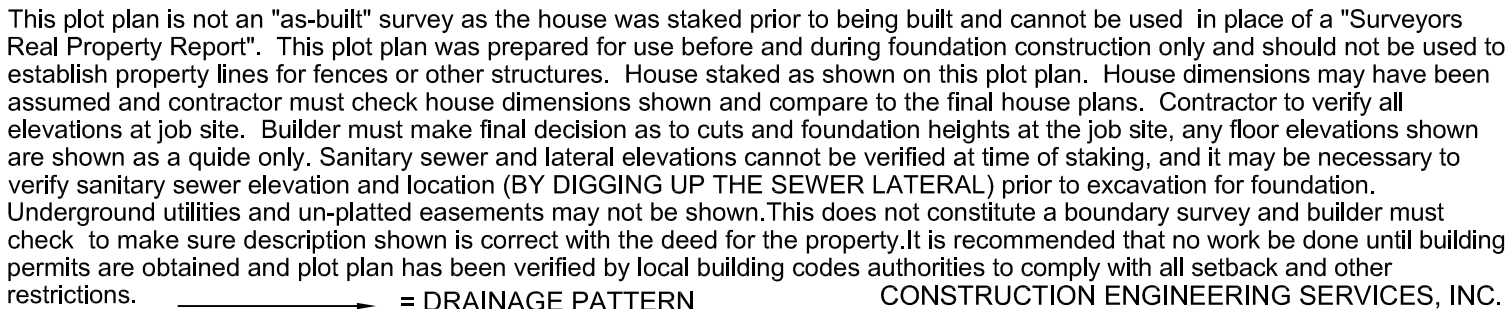 This plot plan is not an "as-built" survey as the house was staked prior to being built and cannot be used  in place of a "Surveyors
Real Property Report".  This plot plan was prepared for use before and during foundation construction only and should not be used to
establish property lines for fences or other structures.  House staked as shown on this plot plan.  House dimensions may have been
assumed and contractor must check house dimensions shown and compare to the final house plans.  Contractor to verify all
elevations at job site.  Builder must make final decision as to cuts and foundation heights at the job site, any floor elevations shown
are shown as a quide only. Sanitary sewer and lateral elevations cannot be verified at time of staking, and it may be necessary to
verify sanitary sewer elevation and location (BY DIGGING UP THE SEWER LATERAL) prior to excavation for foundation.
Underground utilities and un-platted easements may not be shown.This does not constitute a boundary survey and builder must
check  to make sure description shown is correct with the deed for the property.It is recommended that no work be done until building
permits are obtained and plot plan has been verified by local building codes authorities to comply with all setback and other
restrictions. = DRAINAGE PATTERN CONSTRUCTION ENGINEERING SERVICES, INC.